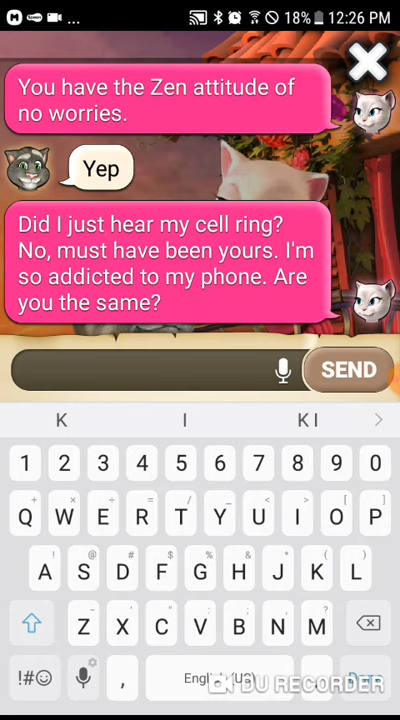 18% 12:26 PM
You have the Zen attitude of
no worries.
Yep
Did I just hear my cell ring?
No, must have been yours. I'm
so addicted to my phone. Are
you the same?
SEND
K I KI
1 2 3 4 5 6 7 8 9 0
Q W E R T Y U I O P
A S D F G H J K L
Z X C V B N M
!#☺ , English (US) . Done
DU RECORDER